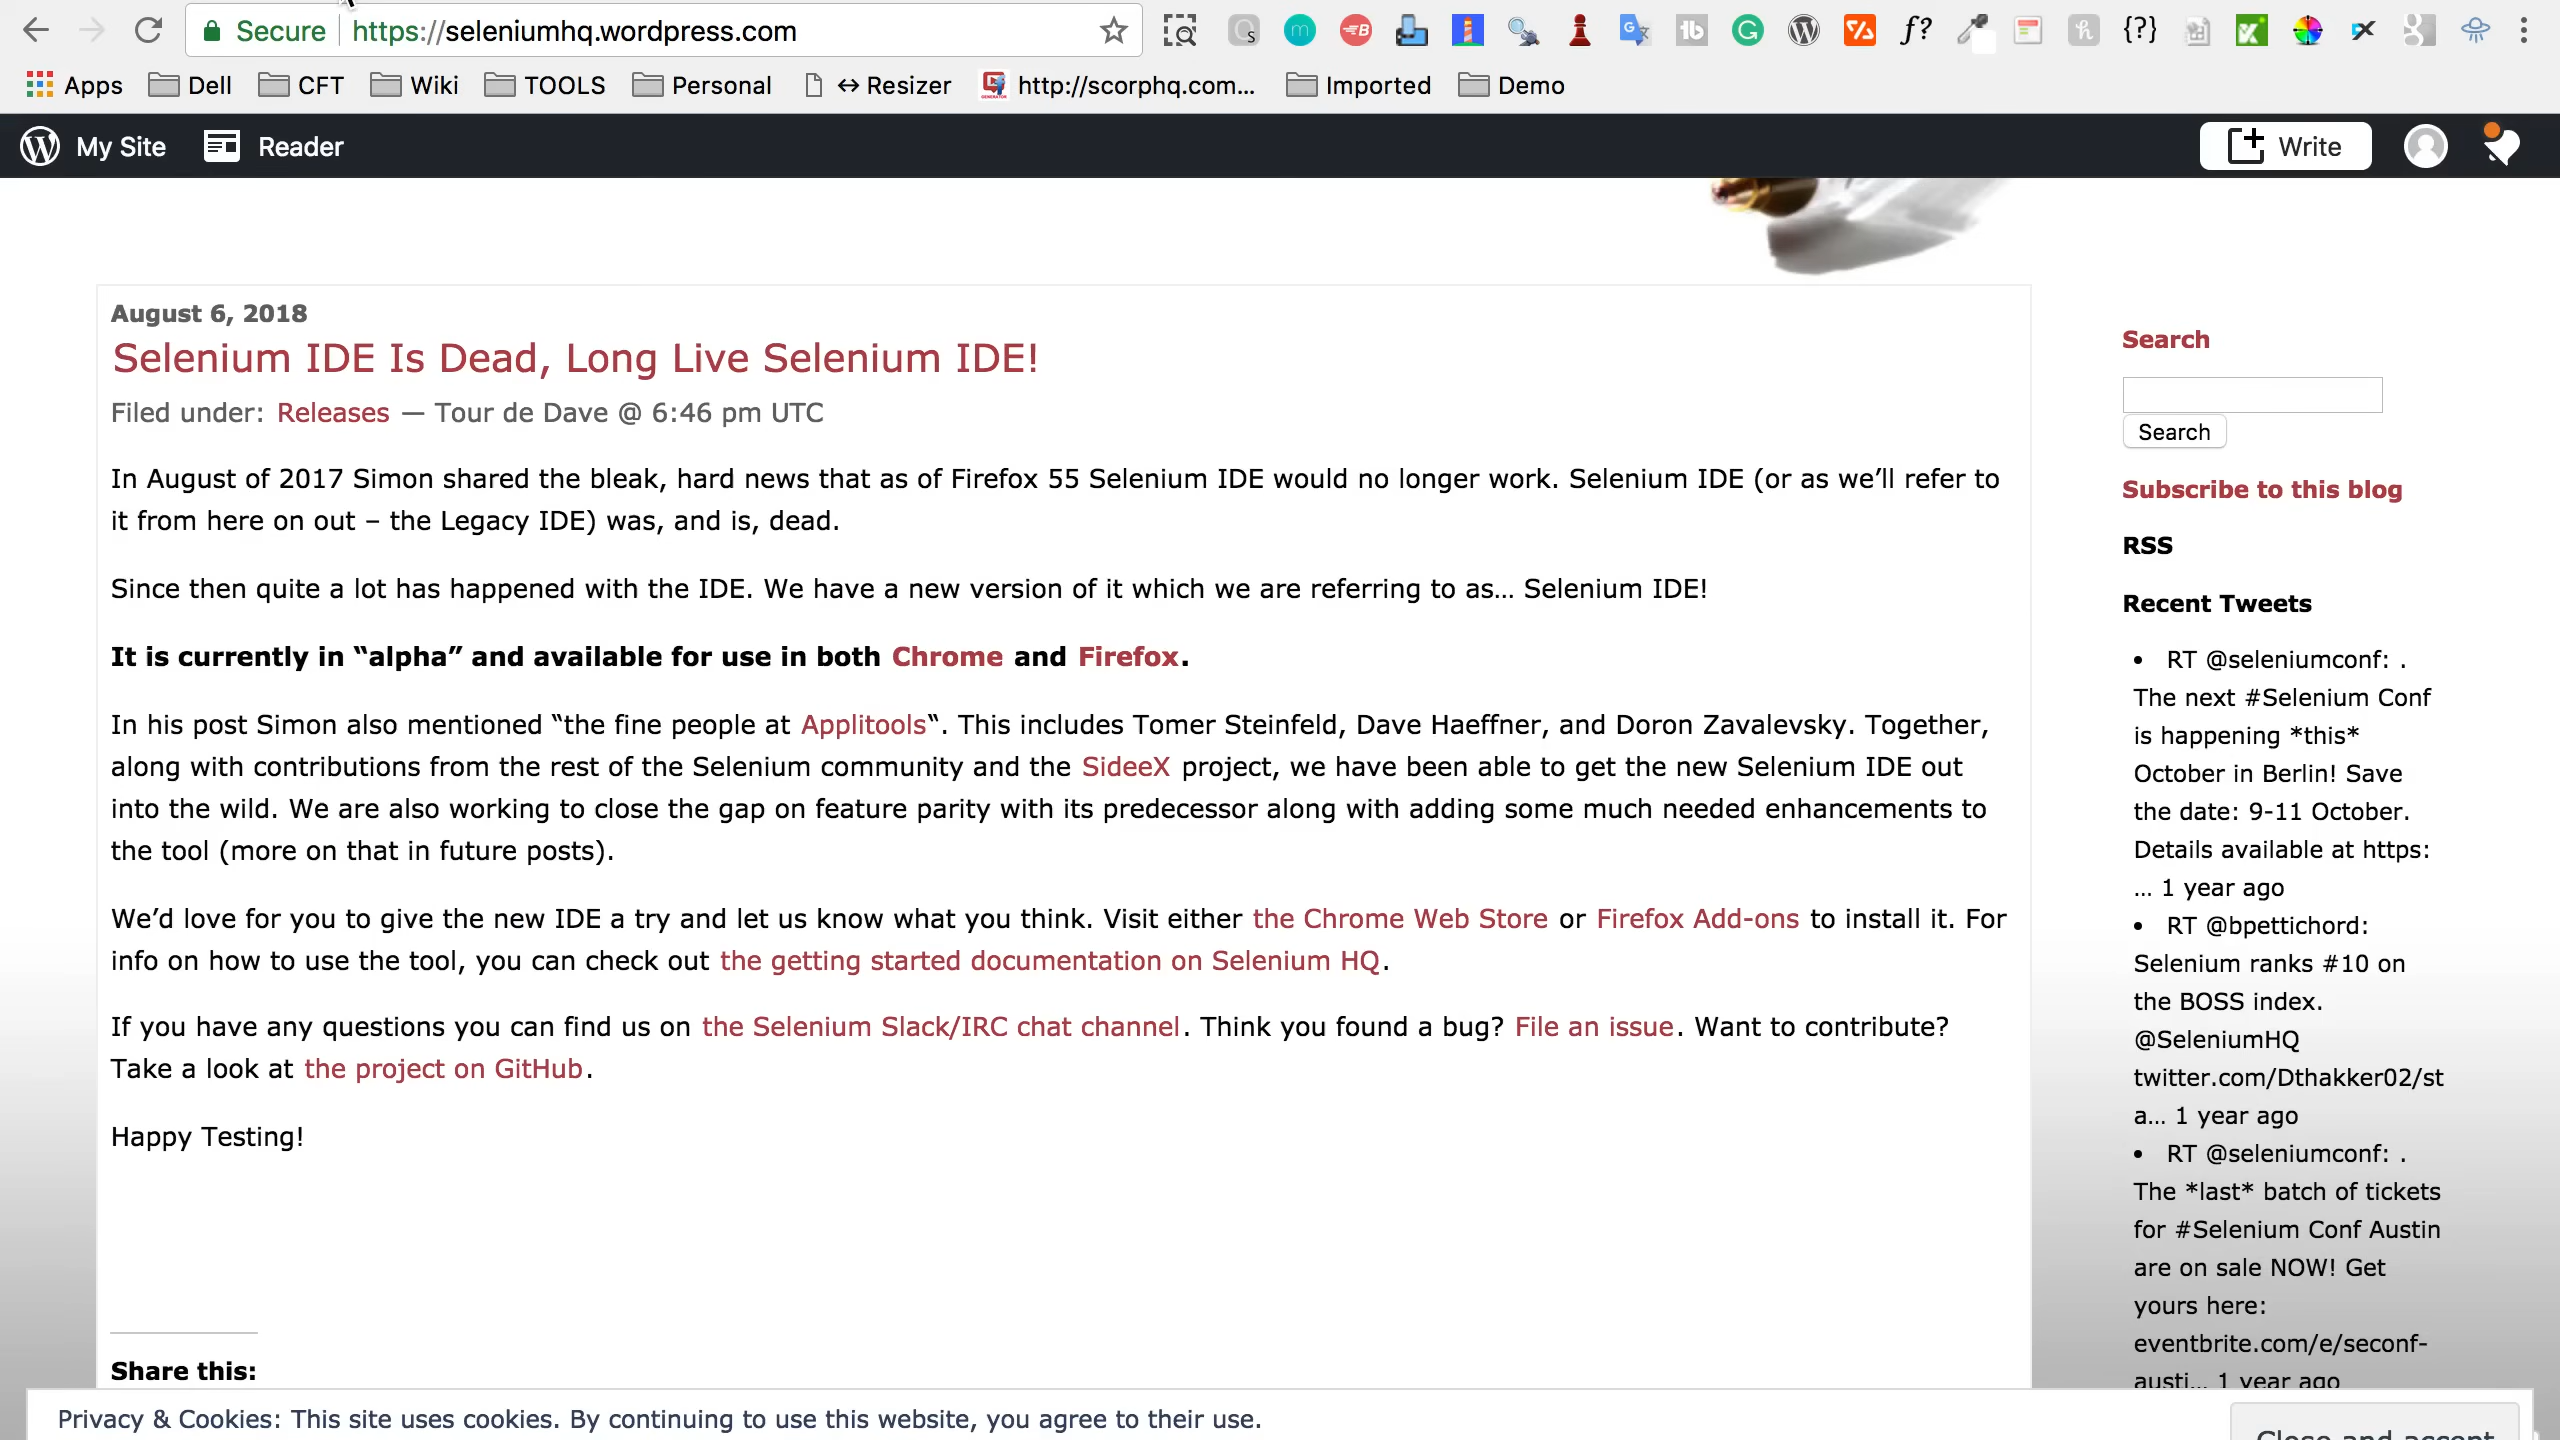 Secure
https://seleniumhq.wordpress.com
Apps
Dell
CFT
Wiki
TOOLS
Personal
↔ Resizer
http://scorphq.com...
Imported
Demo
My Site
Reader
Write
August 6, 2018
Selenium IDE Is Dead, Long Live Selenium IDE!
Filed under: Releases — Tour de Dave @ 6:46 pm UTC
In August of 2017 Simon shared the bleak, hard news that as of Firefox 55 Selenium IDE would no longer work. Selenium IDE (or as we’ll refer to
it from here on out – the Legacy IDE) was, and is, dead.
Since then quite a lot has happened with the IDE. We have a new version of it which we are referring to as… Selenium IDE!
It is currently in “alpha” and available for use in both Chrome and Firefox.
In his post Simon also mentioned “the fine people at Applitools“. This includes Tomer Steinfeld, Dave Haeffner, and Doron Zavalevsky. Together,
along with contributions from the rest of the Selenium community and the SideeX project, we have been able to get the new Selenium IDE out
into the wild. We are also working to close the gap on feature parity with its predecessor along with adding some much needed enhancements to
the tool (more on that in future posts).
We’d love for you to give the new IDE a try and let us know what you think. Visit either the Chrome Web Store or Firefox Add-ons to install it. For
info on how to use the tool, you can check out the getting started documentation on Selenium HQ.
If you have any questions you can find us on the Selenium Slack/IRC chat channel. Think you found a bug? File an issue. Want to contribute?
Take a look at the project on GitHub.
Happy Testing!
Share this:
Search
Search
Subscribe to this blog
RSS
Recent Tweets
• RT @seleniumconf: .
The next #Selenium Conf
is happening *this*
October in Berlin! Save
the date: 9-11 October.
Details available at https:
… 1 year ago
• RT @bpettichord:
Selenium ranks #10 on
the BOSS index.
@SeleniumHQ
twitter.com/Dthakker02/st
a… 1 year ago
• RT @seleniumconf: .
The *last* batch of tickets
for #Selenium Conf Austin
are on sale NOW! Get
yours here:
eventbrite.com/e/seconf-
austi… 1 year ago
Privacy & Cookies: This site uses cookies. By continuing to use this website, you agree to their use.
Close and accept